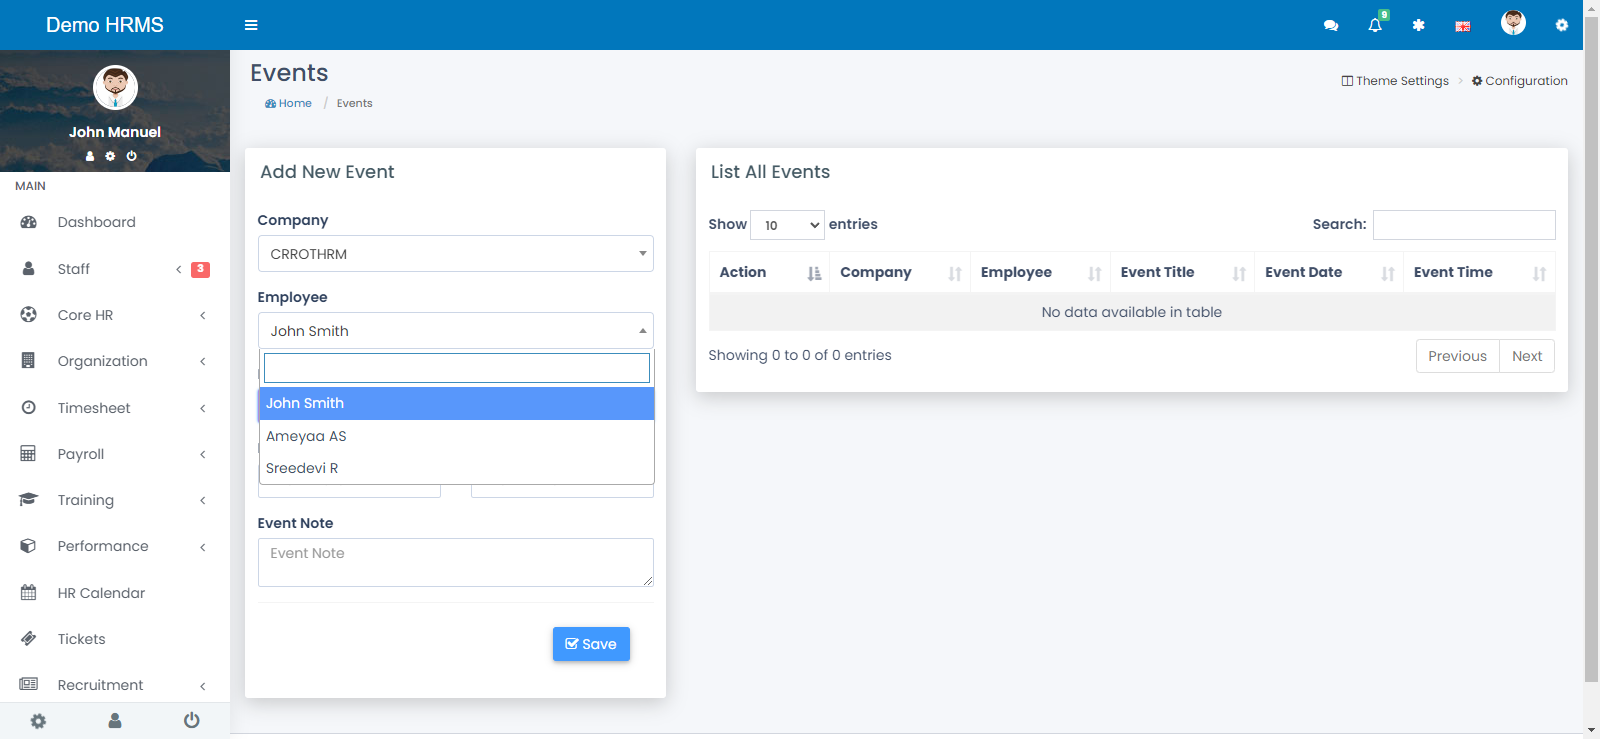 Demo HRMS
9
John Manuel
MAIN
Dashboard
Staff 3
Core HR
Organization
Timesheet
Payroll
Training
Performance
HR Calendar
Tickets
Recruitment
Events
Home / Events
Theme Settings > Configuration
Add New Event
Company
CRROTHRM
Employee
John Smith
John Smith
Ameyaa AS
Sreedevi R
Event Note
Event Note
Save
List All Events
Show 10 entries
Search:
Action Company Employee Event Title Event Date Event Time
No data available in table
Showing 0 to 0 of 0 entries
Previous Next